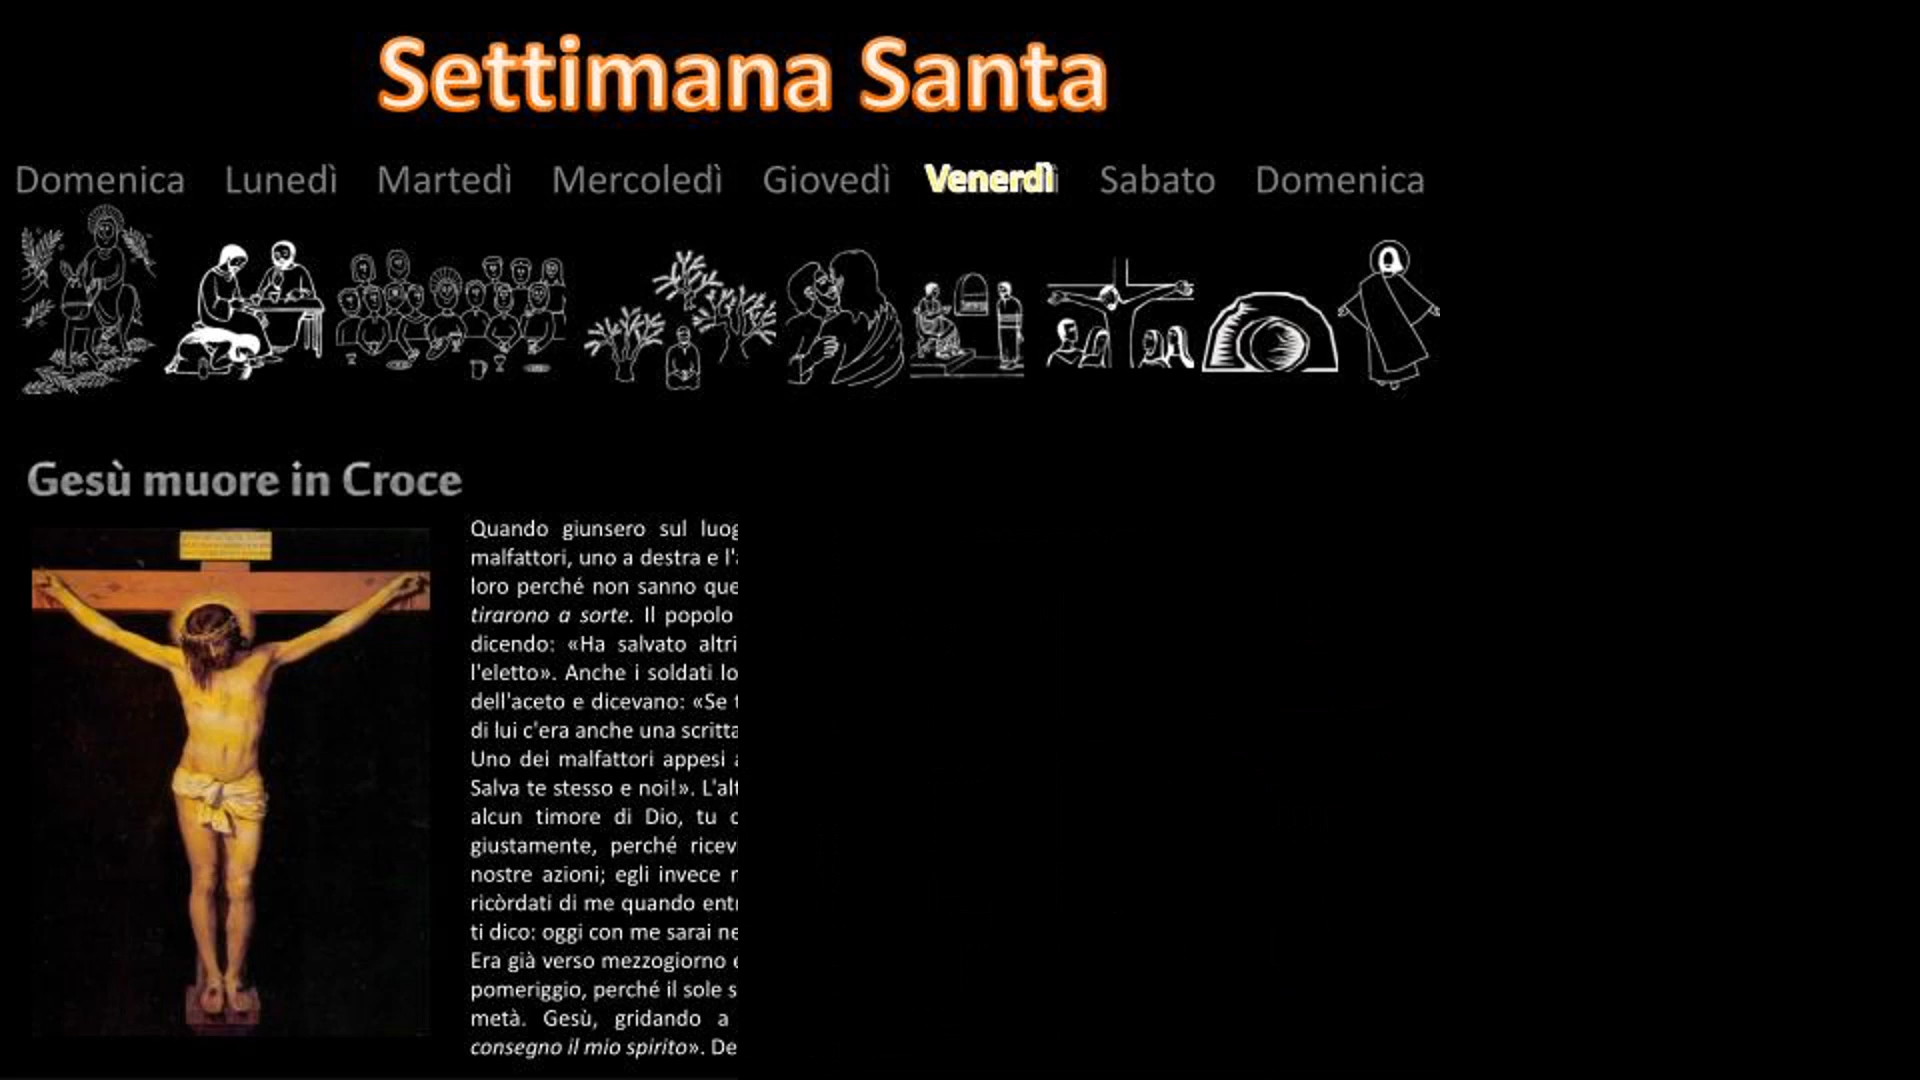 Settimana Santa
Domenica Lunedì Martedì Mercoledì Giovedì Venerdì Sabato Domenica
Gesù muore in Croce
Quando giunsero sul luog
malfattori, uno a destra e l'
loro perché non sanno que
tirarono a sorte. Il popolo
dicendo: «Ha salvato altri
l'eletto». Anche i soldati lo
dell'aceto e dicevano: «Se t
di lui c'era anche una scritta
Uno dei malfattori appesi a
Salva te stesso e noi!». L'alt
alcun timore di Dio, tu
giustamente, perché ricev
nostre azioni; egli invece
ricòrdati di me quando ent
ti dico: oggi con me sarai ne
Era già verso mezzogiorno
pomeriggio, perché il sole s
metà. Gesù, gridando a
consegno il mio spirito». De